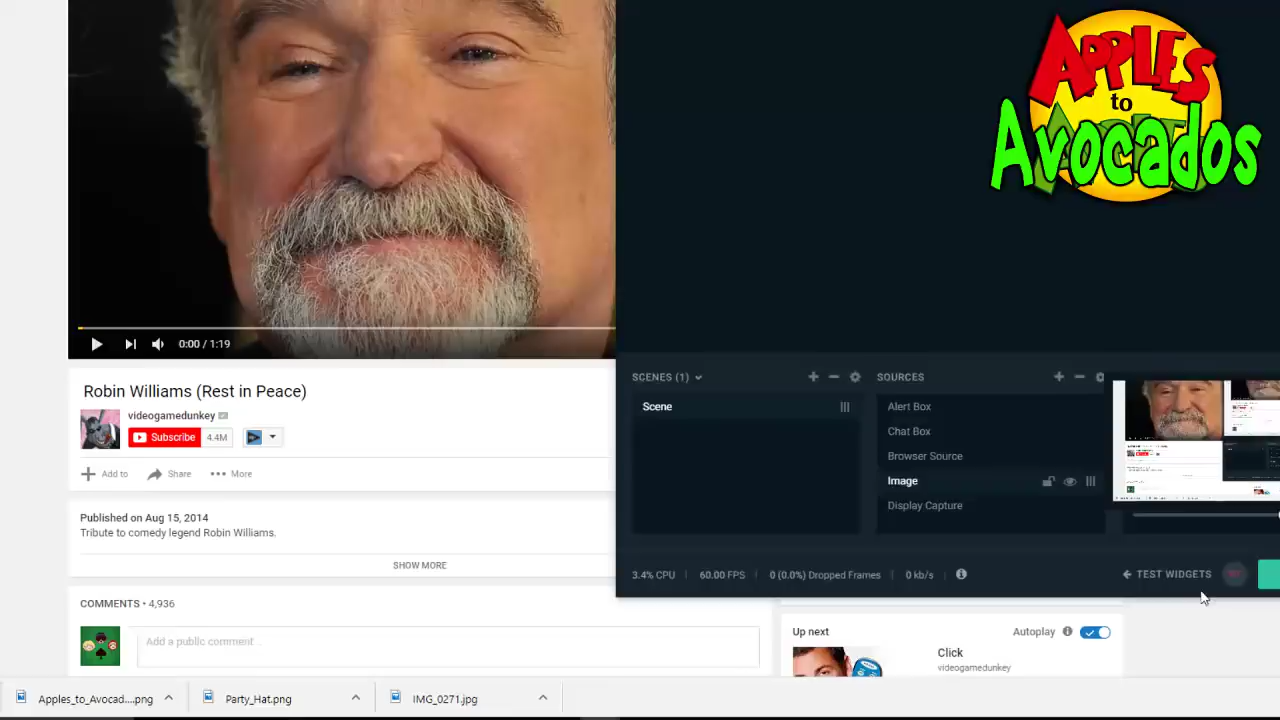 APPLES
to
Avocados
0:00 / 1:19
Robin Williams (Rest in Peace)
videogamedunkey
Subscribe 4.4M
Add to Share More
Published on Aug 15, 2014
Tribute to comedy legend Robin Williams.
SHOW MORE
COMMENTS • 4,936
Add a public comment...
SCENES (1)
Scene
SOURCES
Alert Box
Chat Box
Browser Source
Image
Display Capture
3.4% CPU 60.00 FPS 0 (0.0%) Dropped Frames 0 kb/s
TEST WIDGETS
Up next Autoplay
Click
videogamedunkey
Apples_to_Avocad....png Party_Hat.png IMG_0271.jpg